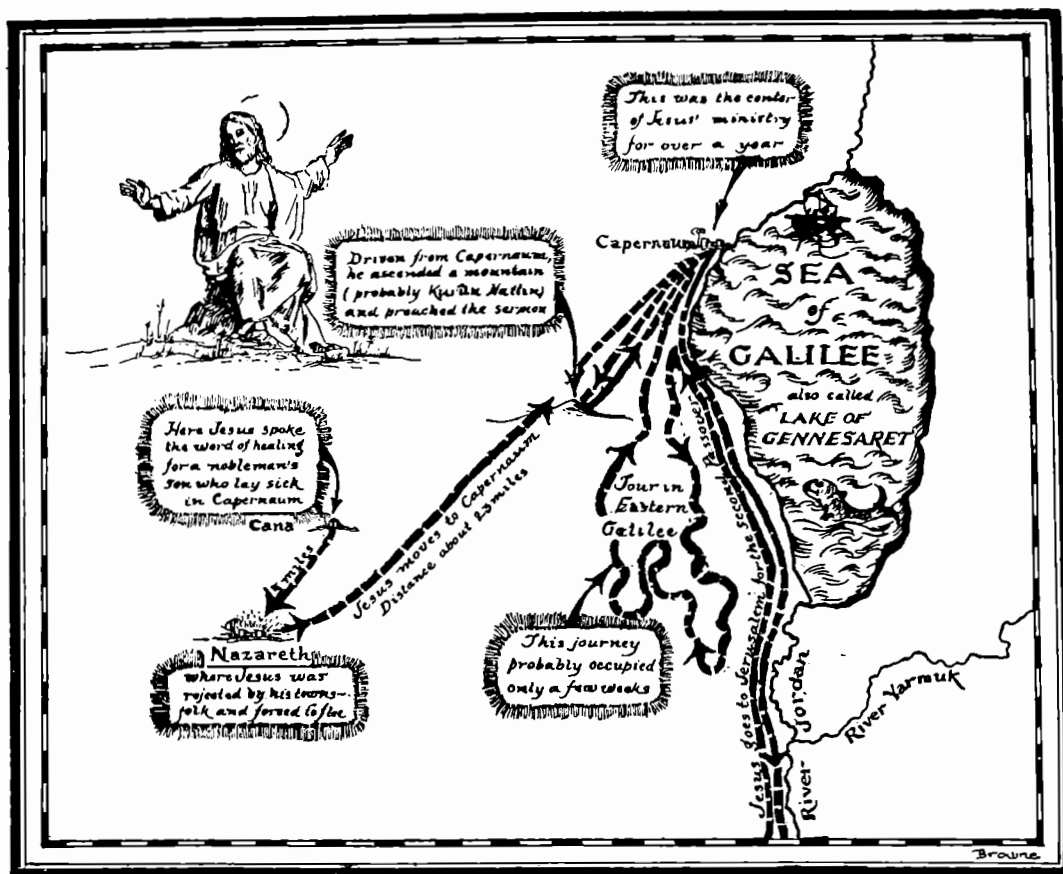 This was the center
of Jesus' ministry
for over a year
Capernaum
Driven from Capernaum,
he ascended a mountain
(probably Kurûn Hattin)
and preached the sermon
SEA
of
GALILEE
also called
LAKE OF
GENNESARET
Here Jesus spoke
the word of healing
for a nobleman's
son who lay sick
in Capernaum
Cana
miles
Jesus moves to Capernaum
Distance about 23 miles
Tour in
Eastern
Galilee
Nazareth
where Jesus was
rejected by his towns-
folk and forced to flee
This journey
probably occupied
only a few weeks
Jesus goes to Jerusalem for the second Passover
River Jordan
River Yarmuk
Browne